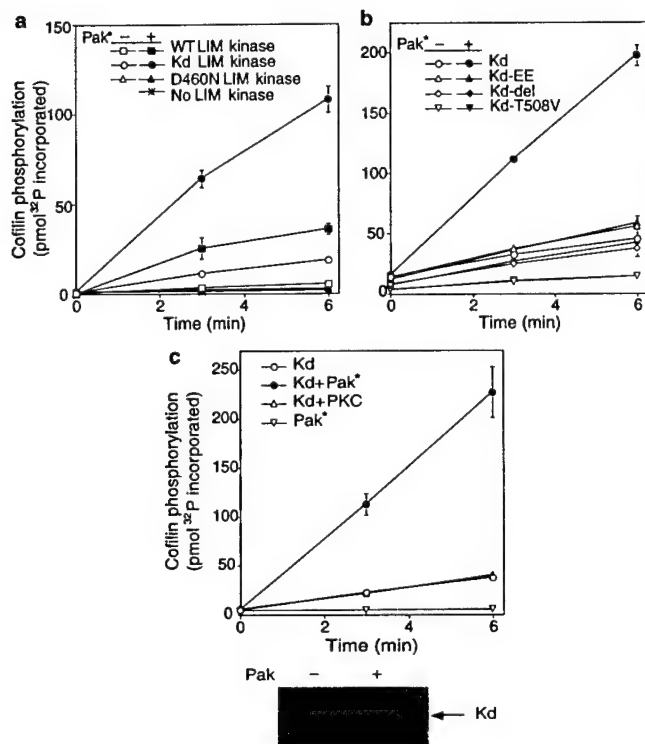 a
150
Pak* − +
WT LIM kinase
Kd LIM kinase
D460N LIM kinase
No LIM kinase
100
50
0
0 2 4 6
Time (min)
Cofilin phosphorylation
(pmol ³²P incorporated)
b
200
Pak* − +
Kd
Kd-EE
Kd-del
Kd-T508V
150
100
50
0
0 2 4 6
Time (min)
c
250
Kd
Kd+Pak*
Kd+PKC
Pak*
200
150
100
50
0
0 2 4 6
Time (min)
Cofilin phosphorylation
(pmol ³²P incorporated)
Pak − +
Kd